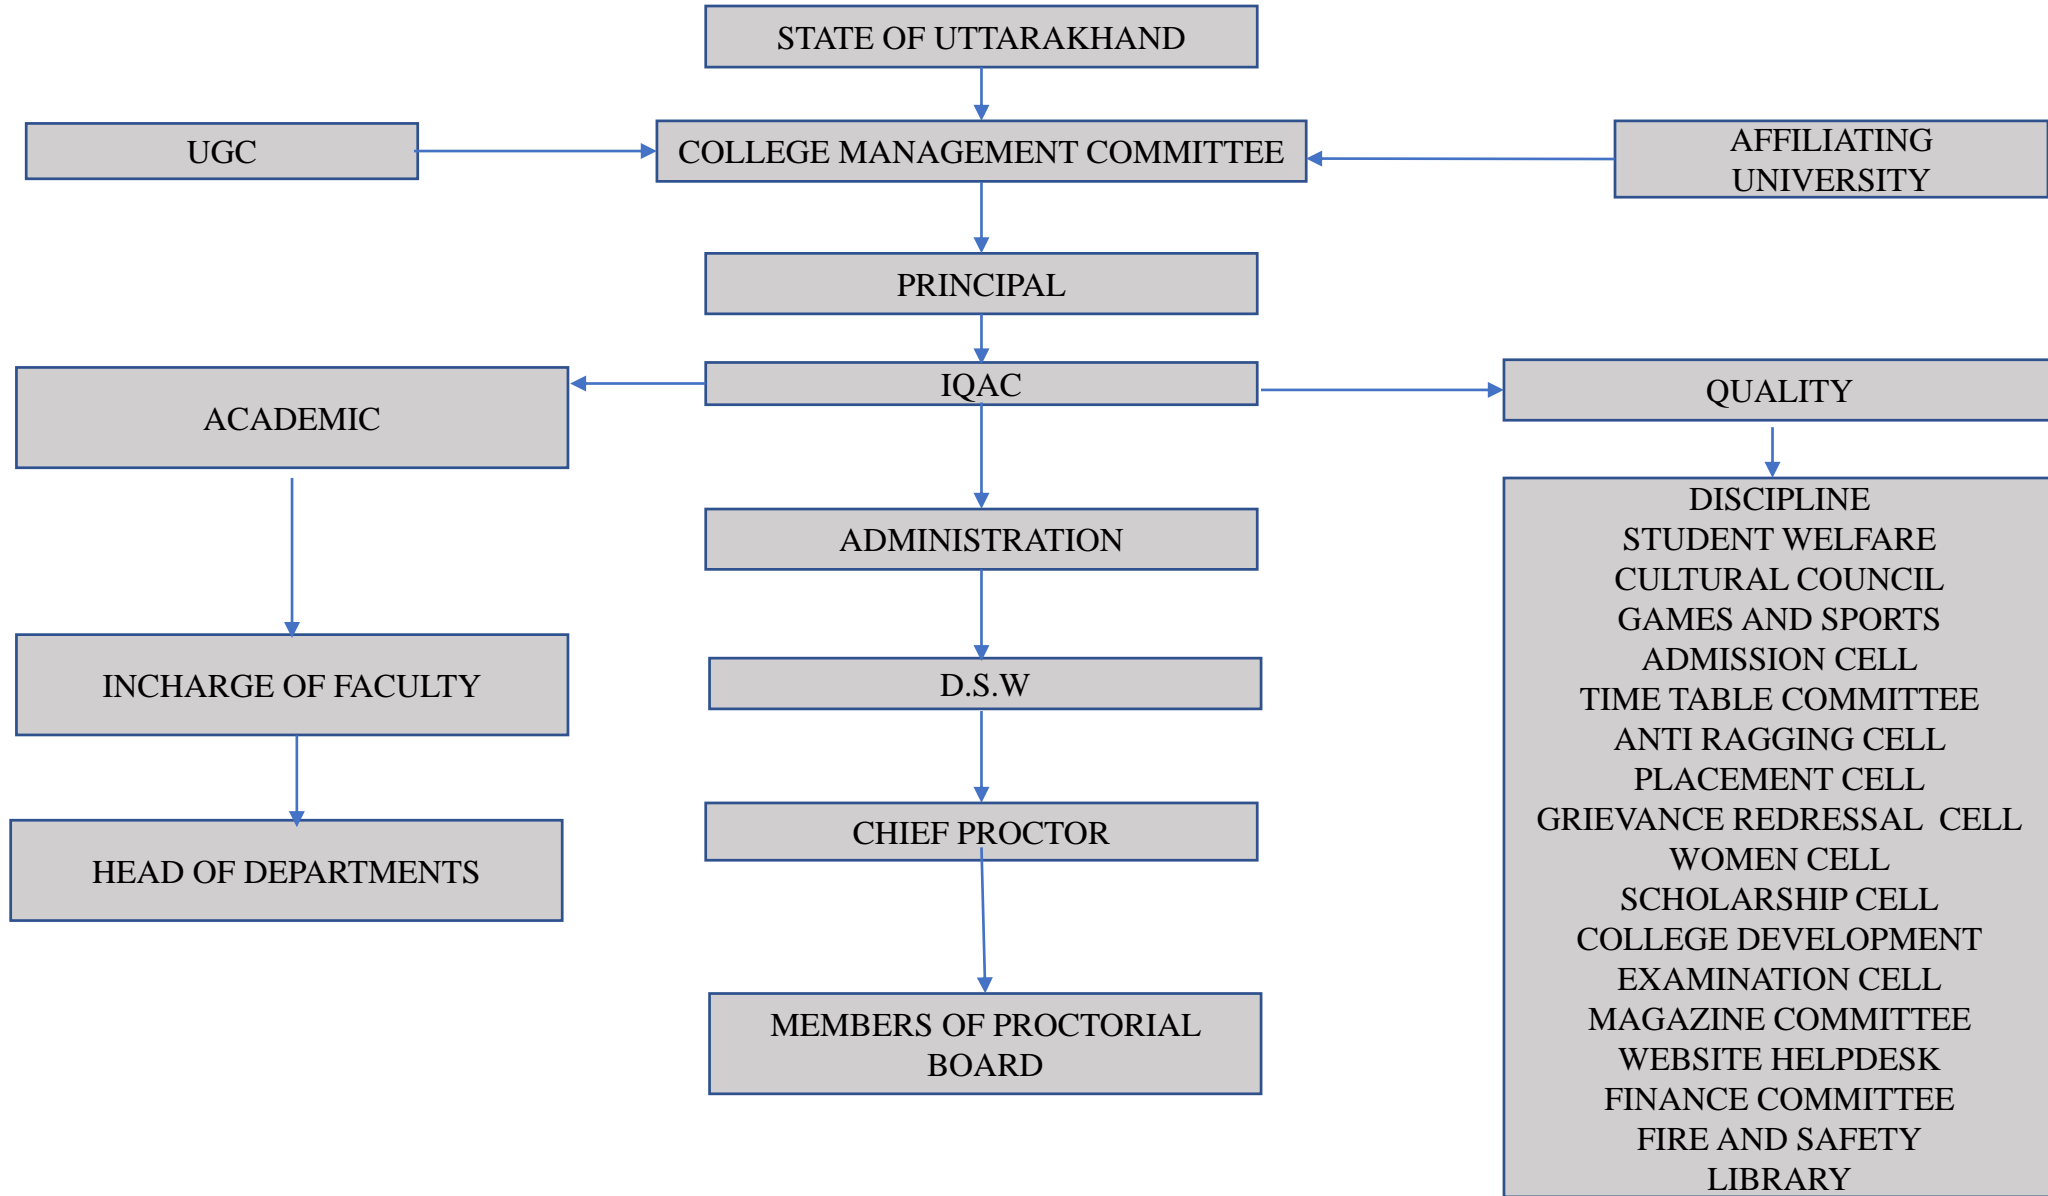 STATE OF UTTARAKHAND
UGC
COLLEGE MANAGEMENT COMMITTEE
AFFILIATING
UNIVERSITY
PRINCIPAL
IQAC
ACADEMIC
QUALITY
ADMINISTRATION
INCHARGE OF FACULTY
D.S.W
HEAD OF DEPARTMENTS
CHIEF PROCTOR
MEMBERS OF PROCTORIAL
BOARD
DISCIPLINE
STUDENT WELFARE
CULTURAL COUNCIL
GAMES AND SPORTS
ADMISSION CELL
TIME TABLE COMMITTEE
ANTI RAGGING CELL
PLACEMENT CELL
GRIEVANCE REDRESSAL CELL
WOMEN CELL
SCHOLARSHIP CELL
COLLEGE DEVELOPMENT
EXAMINATION CELL
MAGAZINE COMMITTEE
WEBSITE HELPDESK
FINANCE COMMITTEE
FIRE AND SAFETY
LIBRARY